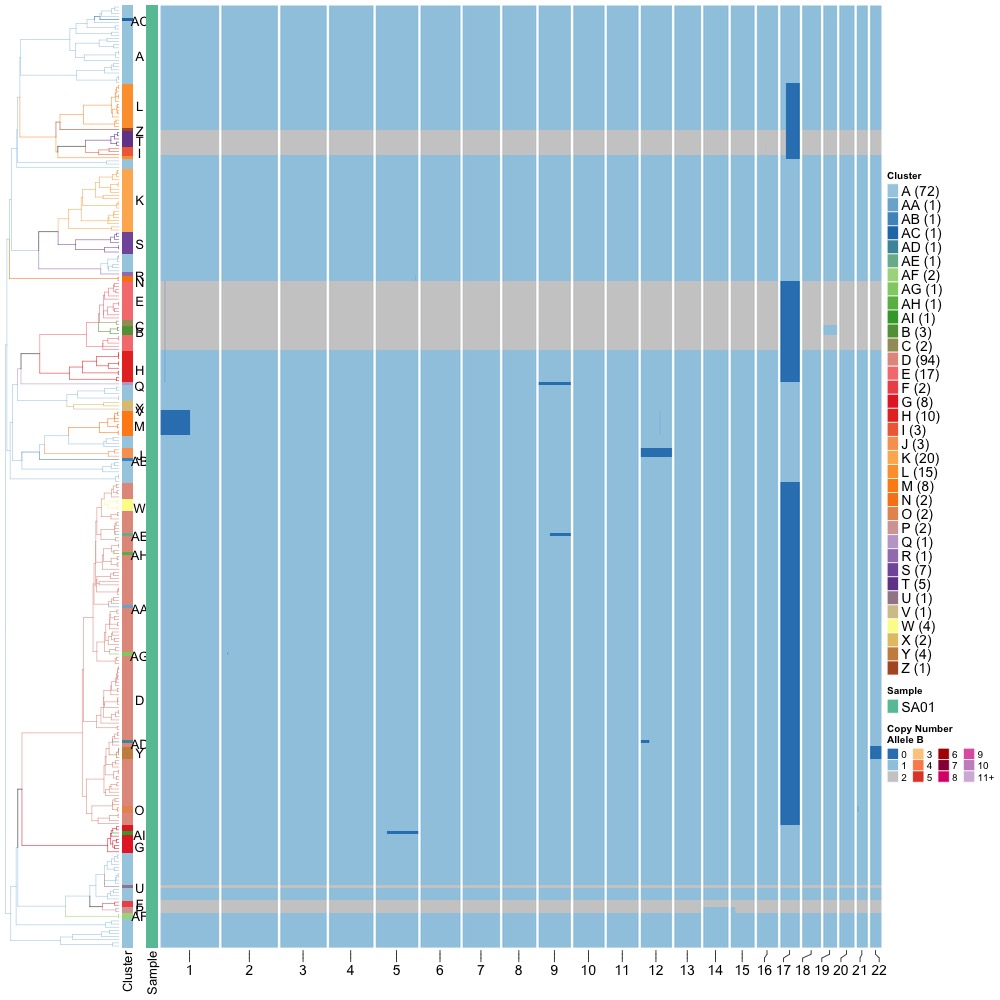 AC
A
L
Z
T
I
K
S
R
N
E
C
B
H
Q
X
V
M
J
AB
W
AE
AH
AA
AG
D
AD
Y
O
AI
G
U
F
P
AF
Cluster
Sample
1 2 3 4 5 6 7 8 9 10 11 12 13 14 15 16 17 18 19 20 21 22
Cluster
A (72)
AA (1)
AB (1)
AC (1)
AD (1)
AE (1)
AF (2)
AG (1)
AH (1)
AI (1)
B (3)
C (2)
D (94)
E (17)
F (2)
G (8)
H (10)
I (3)
J (3)
K (20)
L (15)
M (8)
N (2)
O (2)
P (2)
Q (1)
R (1)
S (7)
T (5)
U (1)
V (1)
W (4)
X (2)
Y (4)
Z (1)
Sample
SA01
Copy Number
Allele B
0 3 6 9
1 4 7 10
2 5 8 11+